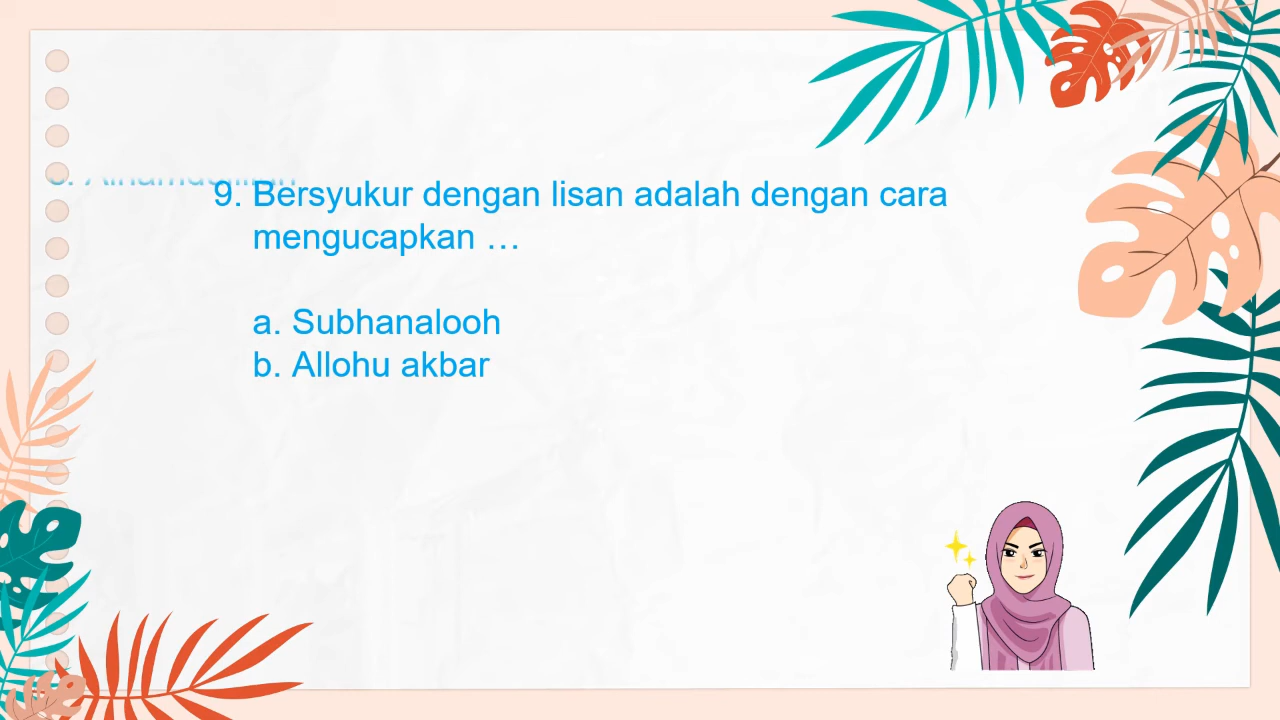 9. Bersyukur dengan lisan adalah dengan cara
mengucapkan …
a. Subhanalooh
b. Allohu akbar